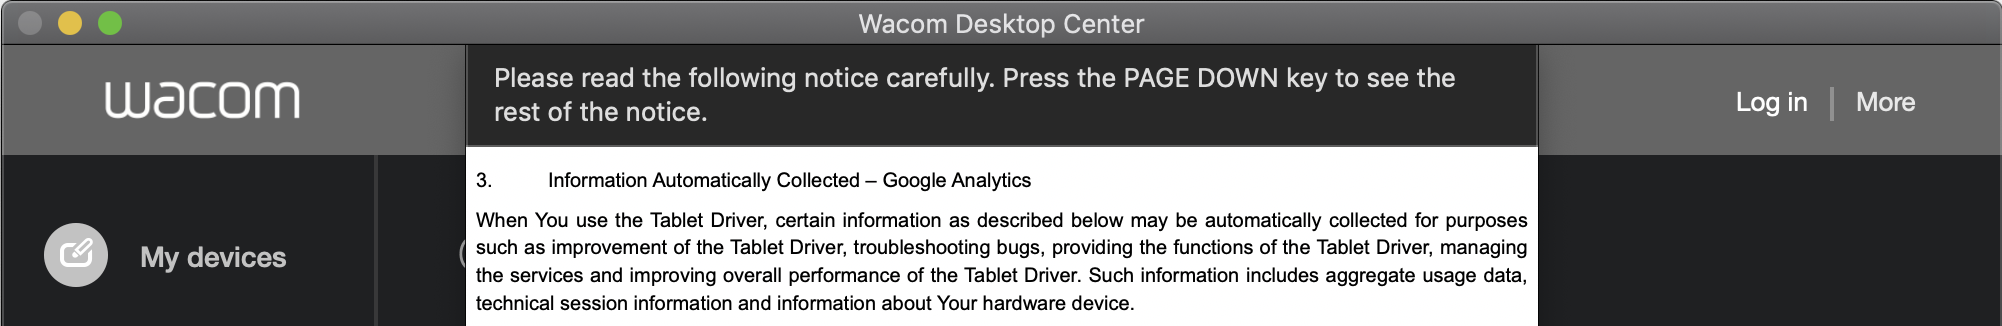 Wacom Desktop Center
wacom
Please read the following notice carefully. Press the PAGE DOWN key to see the
rest of the notice.
Log in | More
My devices
3. Information Automatically Collected – Google Analytics
When You use the Tablet Driver, certain information as described below may be automatically collected for purposes
such as improvement of the Tablet Driver, troubleshooting bugs, providing the functions of the Tablet Driver, managing
the services and improving overall performance of the Tablet Driver. Such information includes aggregate usage data,
technical session information and information about Your hardware device.